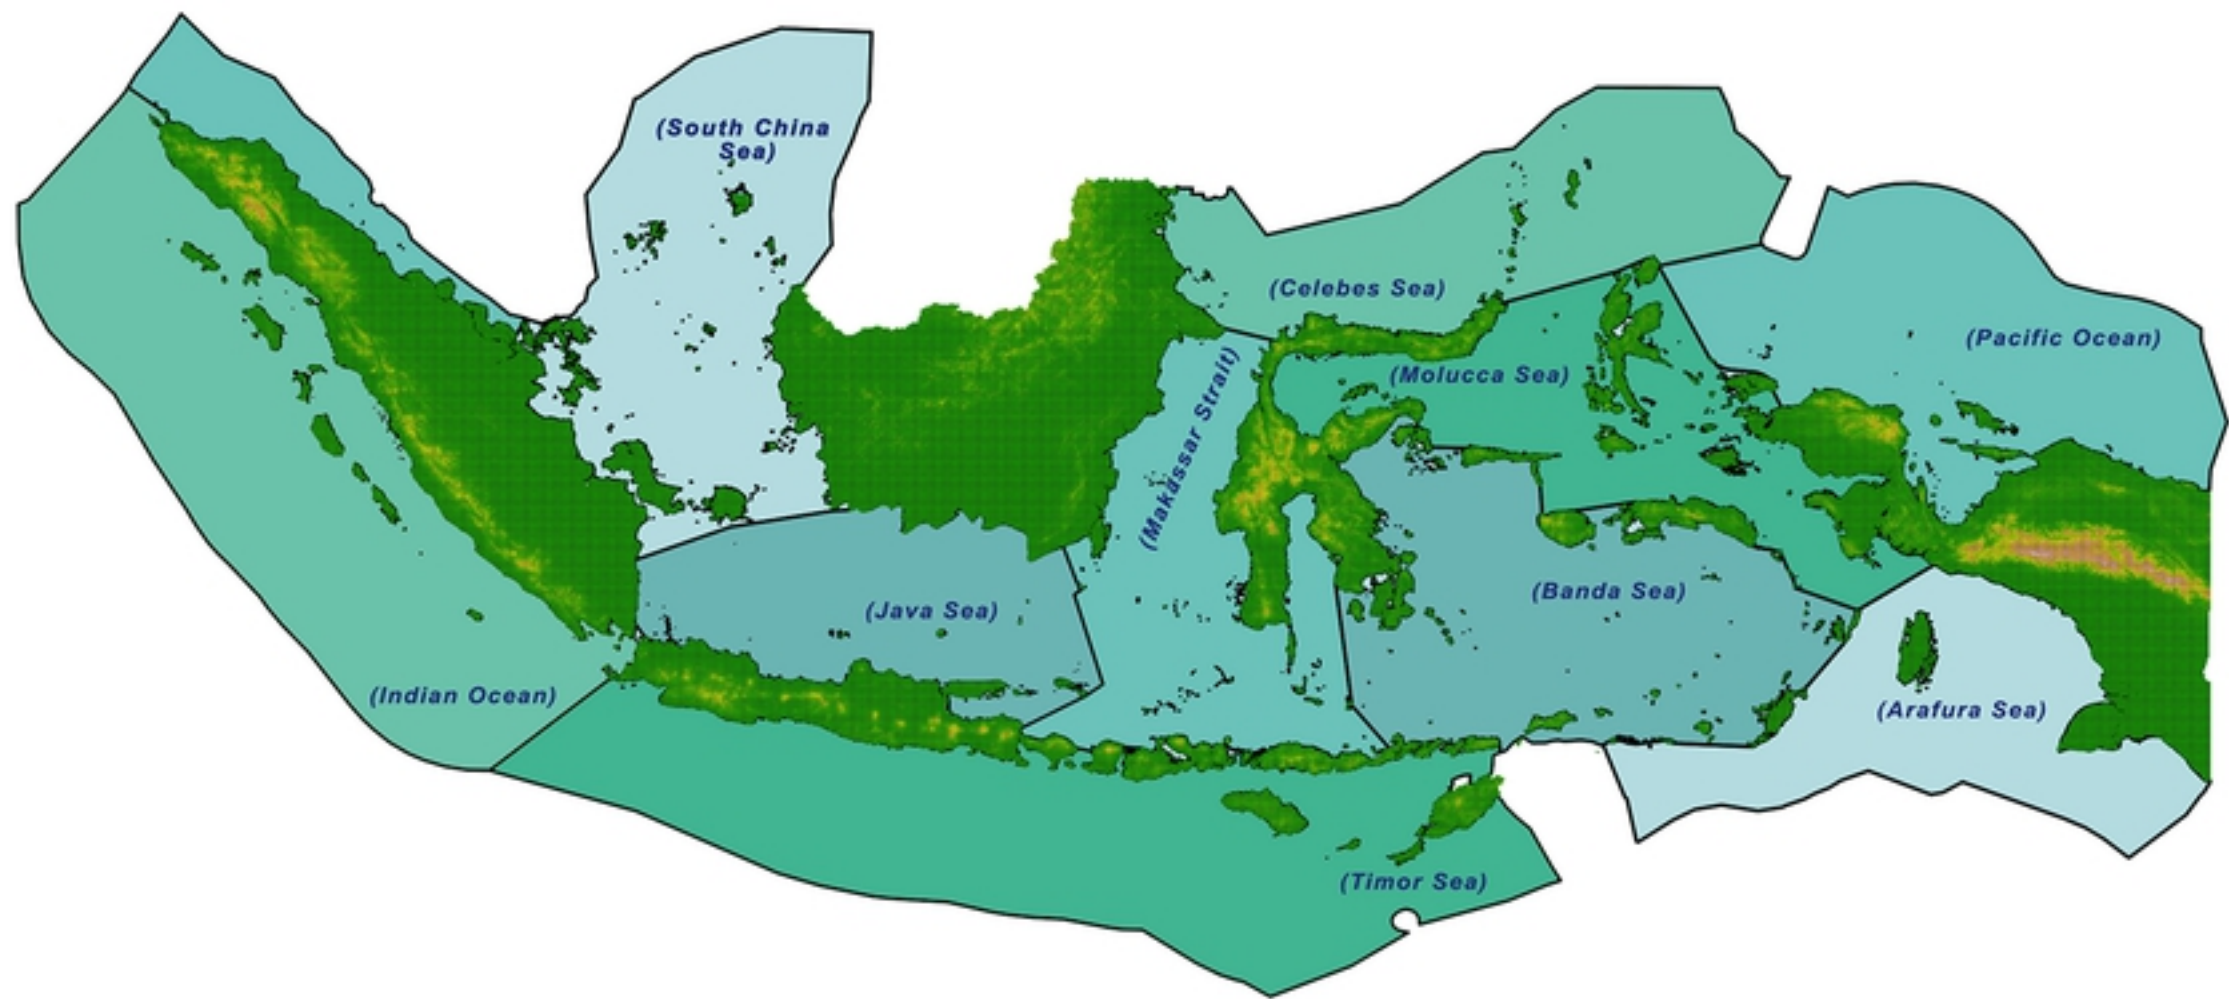 (South China
Sea)
(Celebes Sea)
(Pacific Ocean)
(Molucca Sea)
(Makassar Strait)
(Banda Sea)
(Java Sea)
(Indian Ocean)
(Arafura Sea)
(Timor Sea)